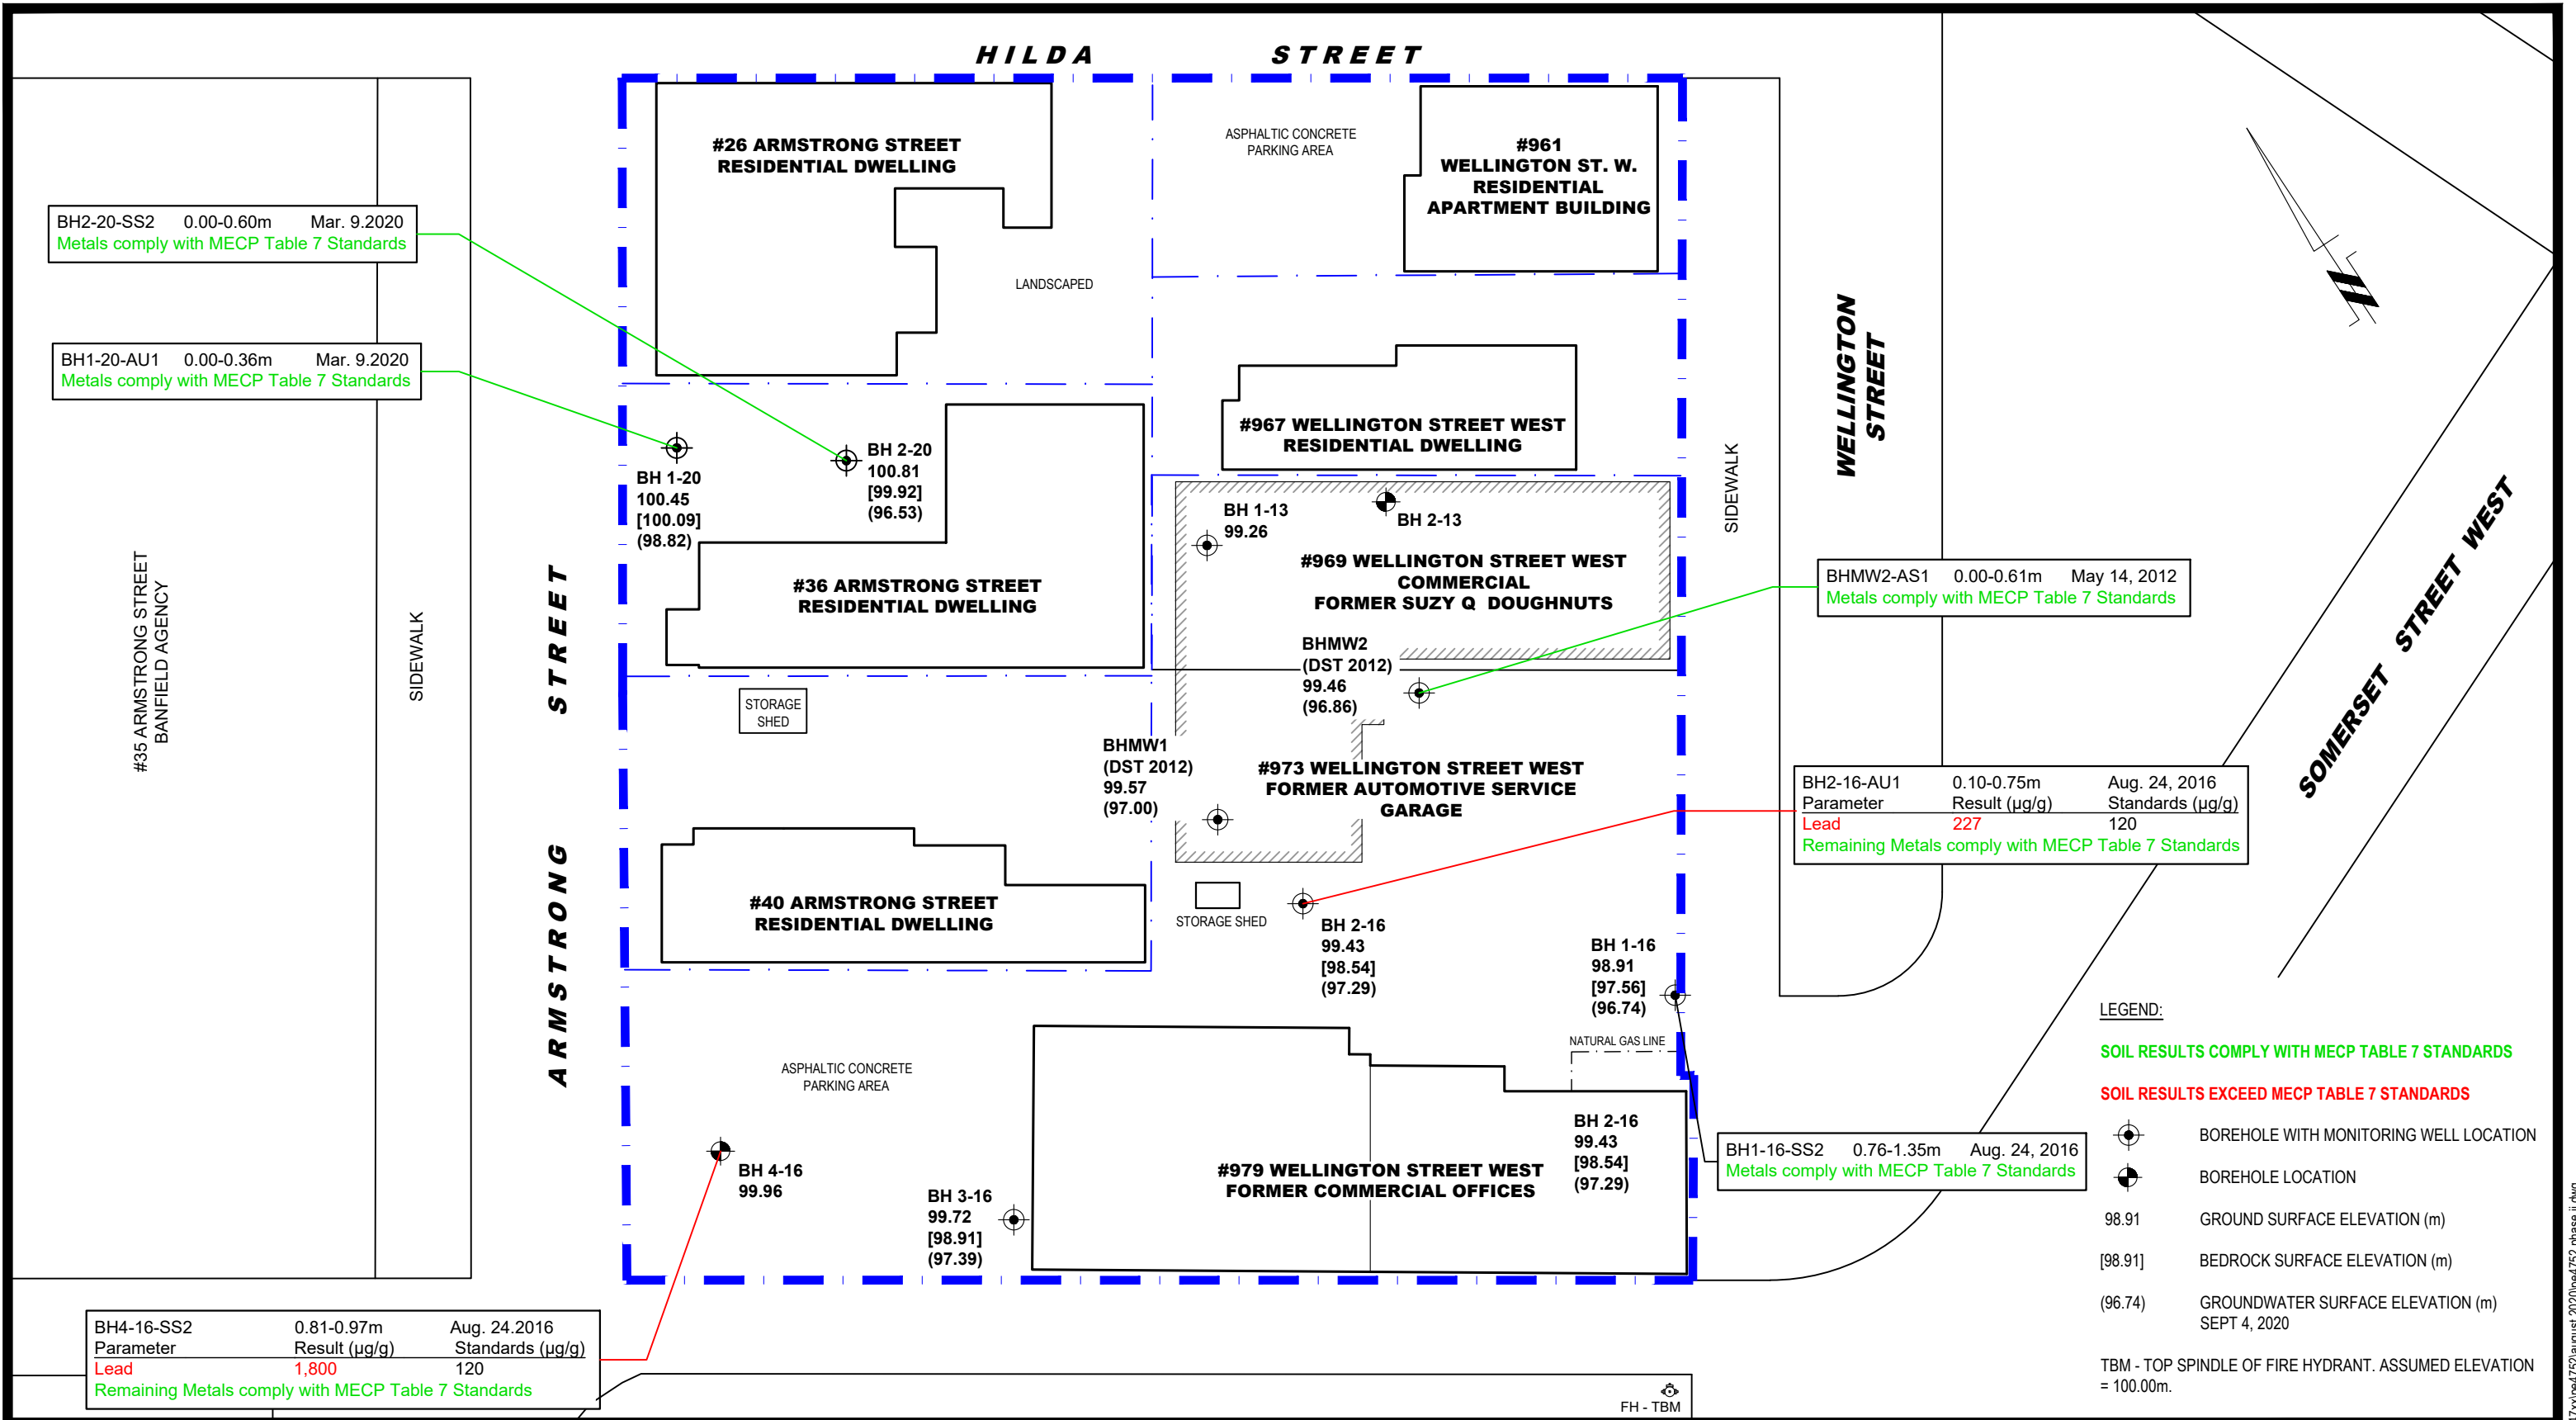 HILDA STREET
#26 ARMSTRONG STREET
RESIDENTIAL DWELLING
ASPHALTIC CONCRETE
PARKING AREA
#961
WELLINGTON ST. W.
RESIDENTIAL
APARTMENT BUILDING
BH2-20-SS2 0.00-0.60m Mar. 9.2020
Metals comply with MECP Table 7 Standards
LANDSCAPED
BH1-20-AU1 0.00-0.36m Mar. 9.2020
Metals comply with MECP Table 7 Standards
WELLINGTON
STREET
#967 WELLINGTON STREET WEST
RESIDENTIAL DWELLING
SIDEWALK
BH 1-20
100.45
[100.09]
(98.82)
BH 2-20
100.81
[99.92]
(96.53)
BH 1-13
99.26
BH 2-13
#969 WELLINGTON STREET WEST
COMMERCIAL
FORMER SUZY Q DOUGHNUTS
SOMERSET STREET WEST
#35 ARMSTRONG STREET
BANFIELD AGENCY
SIDEWALK
ARMSTRONG STREET
#36 ARMSTRONG STREET
RESIDENTIAL DWELLING
BHMW2-AS1 0.00-0.61m May 14, 2012
Metals comply with MECP Table 7 Standards
BHMW2
(DST 2012)
99.46
(96.86)
STORAGE
SHED
BHMW1
(DST 2012)
99.57
(97.00)
#973 WELLINGTON STREET WEST
FORMER AUTOMOTIVE SERVICE
GARAGE
BH2-16-AU1 0.10-0.75m Aug. 24, 2016
Parameter Result (µg/g) Standards (µg/g)
Lead 227 120
Remaining Metals comply with MECP Table 7 Standards
#40 ARMSTRONG STREET
RESIDENTIAL DWELLING
STORAGE SHED
BH 2-16
99.43
[98.54]
(97.29)
BH 1-16
98.91
[97.56]
(96.74)
NATURAL GAS LINE
ASPHALTIC CONCRETE
PARKING AREA
BH 4-16
99.96
BH 3-16
99.72
[98.91]
(97.39)
#979 WELLINGTON STREET WEST
FORMER COMMERCIAL OFFICES
BH 2-16
99.43
[98.54]
(97.29)
BH1-16-SS2 0.76-1.35m Aug. 24, 2016
Metals comply with MECP Table 7 Standards
BH4-16-SS2 0.81-0.97m Aug. 24.2016
Parameter Result (µg/g) Standards (µg/g)
Lead 1,800 120
Remaining Metals comply with MECP Table 7 Standards
FH - TBM
LEGEND:
SOIL RESULTS COMPLY WITH MECP TABLE 7 STANDARDS
SOIL RESULTS EXCEED MECP TABLE 7 STANDARDS
BOREHOLE WITH MONITORING WELL LOCATION
BOREHOLE LOCATION
98.91 GROUND SURFACE ELEVATION (m)
[98.91] BEDROCK SURFACE ELEVATION (m)
(96.74) GROUNDWATER SURFACE ELEVATION (m)
SEPT 4, 2020
TBM - TOP SPINDLE OF FIRE HYDRANT. ASSUMED ELEVATION
= 100.00m.